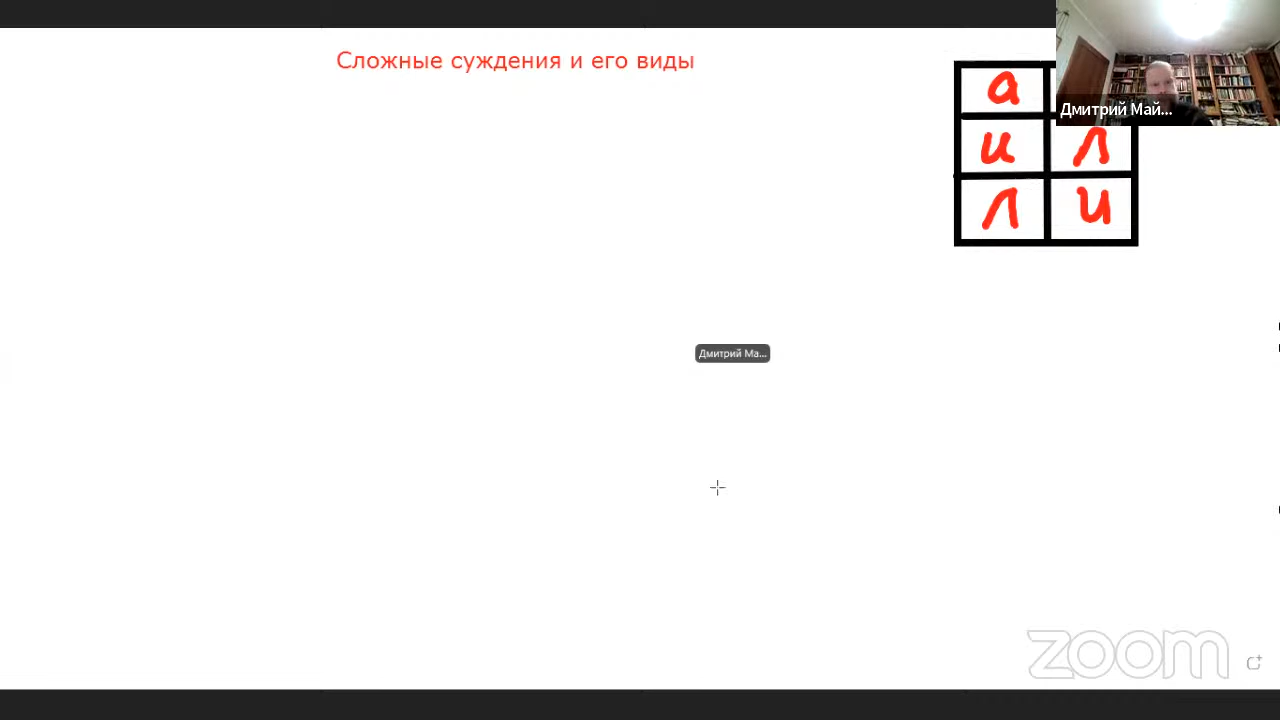 Сложные суждения и его виды
а
Дмитрий Май...
и л
л и
Дмитрий Ма...
zoom